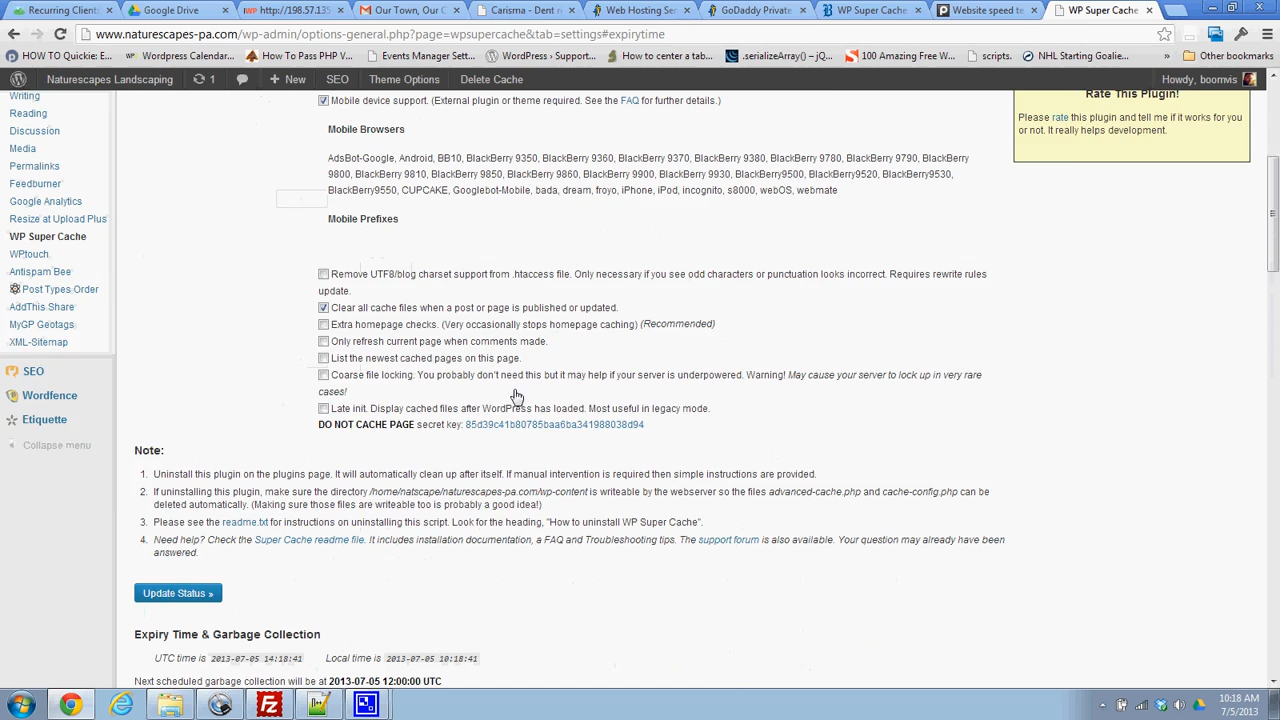 Recurring Clients
Google Drive
http://198.57.135
Our Town, Our C
Carisma - Dent re
Web Hosting Serv
GoDaddy Private
WP Super Cache
Website speed te
WP Super Cache
www.naturescapes-pa.com/wp-admin/options-general.php?page=wpsupercache&tab=settings#expirytime
HOW TO Quickie: E...
Wordpress Calendar...
How To Pass PHP V...
Events Manager Sett...
WordPress › Support...
How to center a tab...
.serializeArray() – jQ...
100 Amazing Free W...
scripts.
NHL Starting Goalie...
Other bookmarks
Naturescapes Landscaping
1
+ New
SEO
Theme Options
Delete Cache
Howdy, boomvis
Writing
Reading
Discussion
Media
Permalinks
Feedburner
Google Analytics
Resize at Upload Plus
WP Super Cache
WPtouch
Antispam Bee
Post Types Order
AddThis Share
MyGP Geotags
XML-Sitemap
SEO
Wordfence
Etiquette
Collapse menu
Mobile device support. (External plugin or theme required. See the FAQ for further details.)
Mobile Browsers
AdsBot-Google, Android, BB10, BlackBerry 9350, BlackBerry 9360, BlackBerry 9370, BlackBerry 9380, BlackBerry 9780, BlackBerry 9790, BlackBerry
9800, BlackBerry 9810, BlackBerry 9850, BlackBerry 9860, BlackBerry 9900, BlackBerry 9930, BlackBerry9500, BlackBerry9520, BlackBerry9530,
BlackBerry9550, CUPCAKE, Googlebot-Mobile, bada, dream, froyo, iPhone, iPod, incognito, s8000, webOS, webmate
Mobile Prefixes
Remove UTF8/blog charset support from .htaccess file. Only necessary if you see odd characters or punctuation looks incorrect. Requires rewrite rules
update.
Clear all cache files when a post or page is published or updated.
Extra homepage checks. (Very occasionally stops homepage caching) (Recommended)
Only refresh current page when comments made.
List the newest cached pages on this page.
Coarse file locking. You probably don't need this but it may help if your server is underpowered. Warning! May cause your server to lock up in very rare
cases!
Late init. Display cached files after WordPress has loaded. Most useful in legacy mode.
DO NOT CACHE PAGE secret key: 85d39c41b80785baa6ba341988038d94
Note:
1. Uninstall this plugin on the plugins page. It will automatically clean up after itself. If manual intervention is required then simple instructions are provided.
2. If uninstalling this plugin, make sure the directory /home/natscape/naturescapes-pa.com/wp-content is writeable by the webserver so the files advanced-cache.php and cache-config.php can be
deleted automatically. (Making sure those files are writeable too is probably a good idea!)
3. Please see the readme.txt for instructions on uninstalling this script. Look for the heading, "How to uninstall WP Super Cache".
4. Need help? Check the Super Cache readme file. It includes installation documentation, a FAQ and Troubleshooting tips. The support forum is also available. Your question may already have been
answered.
Update Status »
Expiry Time & Garbage Collection
UTC time is 2013-07-05 14:18:41 Local time is 2013-07-05 10:18:41
Next scheduled garbage collection will be at 2013-07-05 12:00:00 UTC
Rate This Plugin!
Please rate this plugin and tell me if it works for you
or not. It really helps development.
10:18 AM
7/5/2013